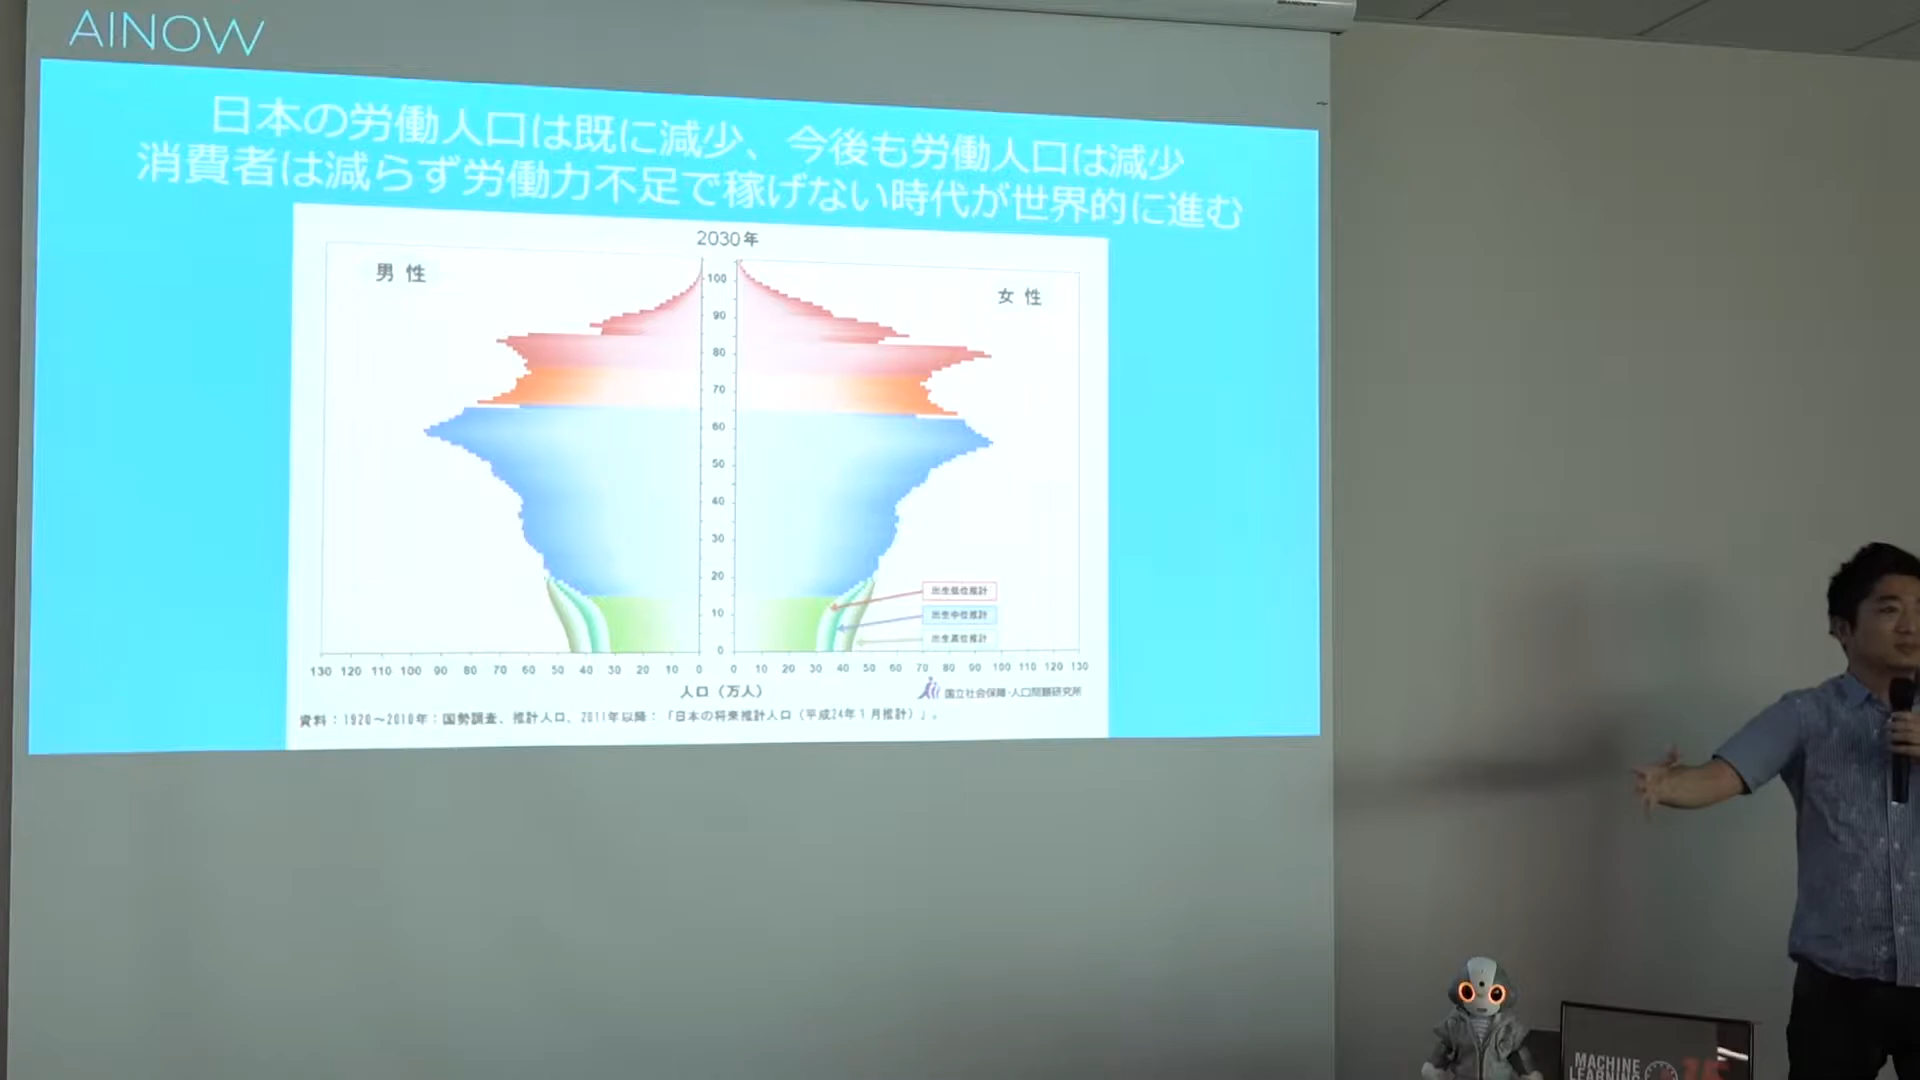 AINOW
日本の労働人口は既に減少、今後も労働人口は減少
消費者は減らず労働力不足で稼げない時代が世界的に進む
2030年
男性
女性
100
90
80
70
60
50
40
30
20
10
0
出生低位推計
出生中位推計
出生高位推計
130 120 110 100 90 80 70 60 50 40 30 20 10 0
0 10 20 30 40 50 60 70 80 90 100 110 120 130
人口（万人）
国立社会保障・人口問題研究所
資料：1920～2010年：国勢調査、推計人口、2011年以降：「日本の将来推計人口（平成24年1月推計）」。
MACHINE
LEARNING